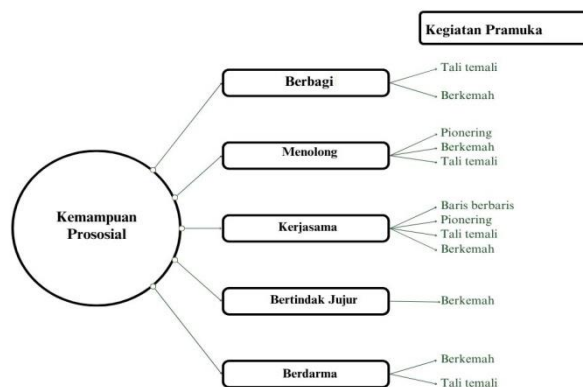 Kegiatan Pramuka
Berbagi
Tali temali
Berkemah
Menolong
Pionering
Berkemah
Tali temali
Kemampuan
Prososial
Kerjasama
Baris berbaris
Pionering
Tali temali
Berkemah
Bertindak Jujur
Berkemah
Berdarma
Berkemah
Tali temali